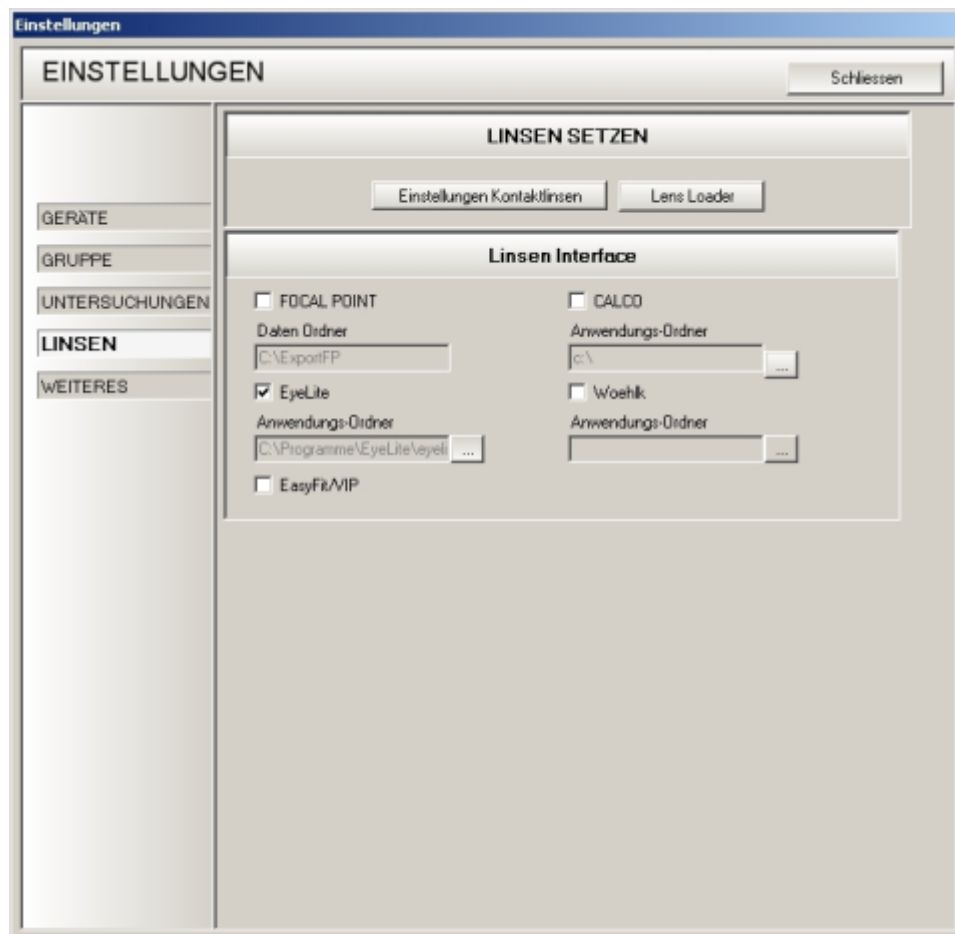 Einstellungen
EINSTELLUNGEN
Schliessen
GERÄTE
GRUPPE
UNTERSUCHUNGEN
LINSEN
WEITERES
LINSEN SETZEN
Einstellungen Kontaktlinsen
Lens Loader
Linsen Interface
FOCAL POINT
CALCO
Daten Ordner
Anwendungs-Ordner
C:\ExportFP
c:\
...
EyeLite
Woehlk
Anwendungs-Ordner
Anwendungs-Ordner
C:\Programme\EyeLite\eyeli
...
...
EasyFit/VIP